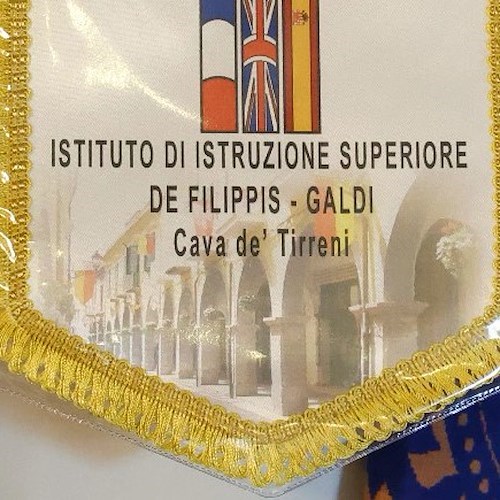 ISTITUTO DI ISTRUZIONE SUPERIORE
DE FILIPPIS - GALDI
Cava de' Tirreni